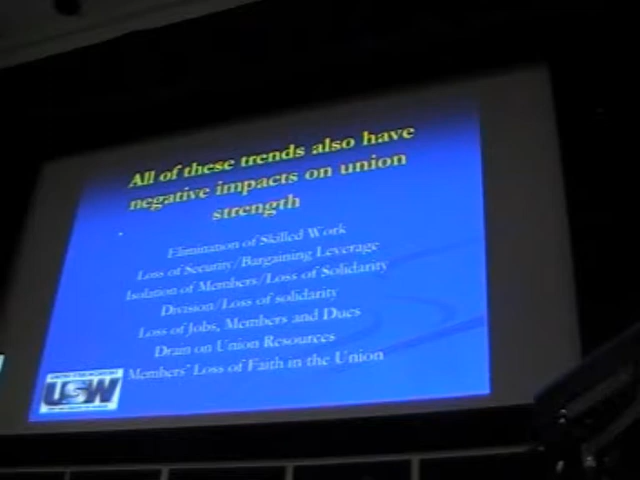 All of these trends also have
negative impacts on union
strength
Elimination of Skilled Work
Loss of Security/Bargaining Leverage
Isolation of Members/Loss of Solidarity
Division/Loss of solidarity
Loss of Jobs, Members and Dues
Drain on Union Resources
Members' Loss of Faith in the Union
USW